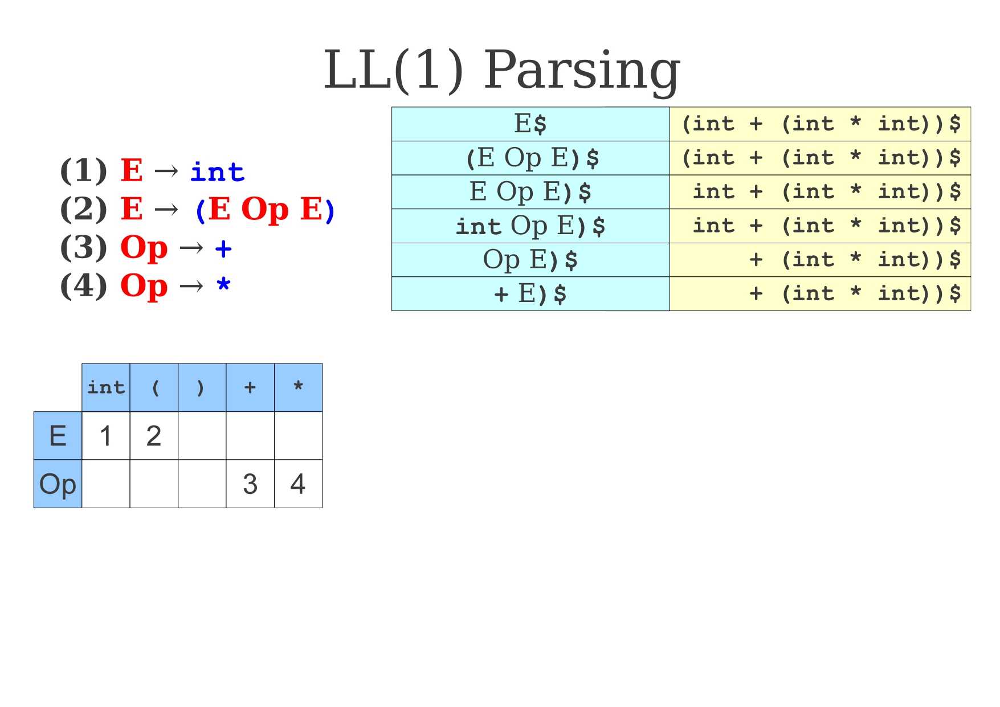 LL(1) Parsing
(1) E → int
(2) E → (E Op E)
(3) Op → +
(4) Op → *
E$ (int + (int * int))$
(E Op E)$ (int + (int * int))$
E Op E)$ int + (int * int))$
int Op E)$ int + (int * int))$
Op E)$ + (int * int))$
+ E)$ + (int * int))$
int ( ) + *
E 1 2
Op 3 4